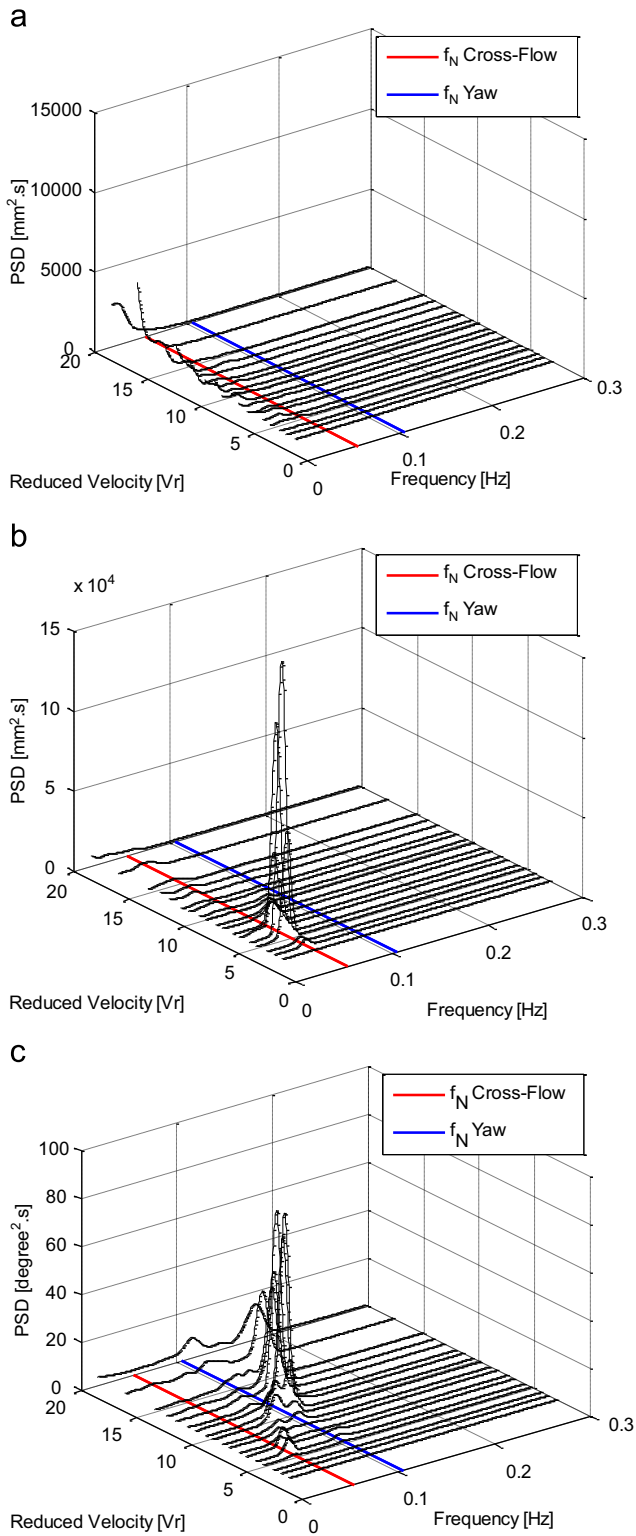 a
f_N Cross-Flow
f_N Yaw
15000
10000
5000
0
PSD [mm².s]
20
15
10
5
0
Reduced Velocity [Vr]
0
0.1
0.2
0.3
Frequency [Hz]
b
x 10⁴
f_N Cross-Flow
f_N Yaw
15
10
5
0
PSD [mm².s]
20
15
10
5
0
Reduced Velocity [Vr]
0
0.1
0.2
0.3
Frequency [Hz]
c
f_N Cross-Flow
f_N Yaw
100
80
60
40
20
0
PSD [degree².s]
20
15
10
5
0
Reduced Velocity [Vr]
0
0.1
0.2
0.3
Frequency [Hz]